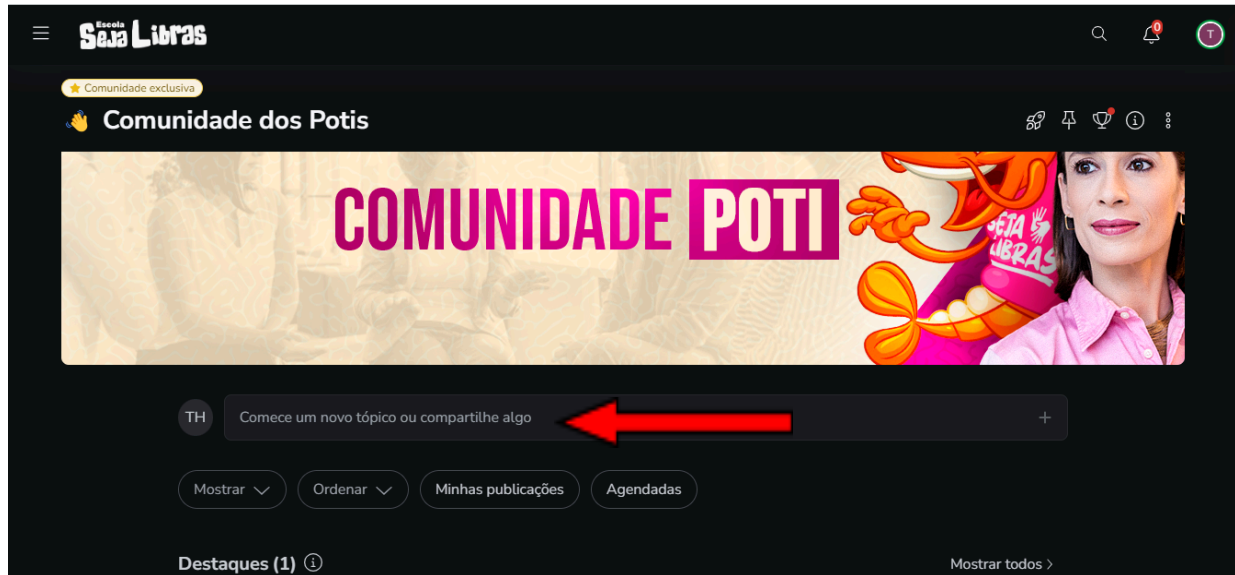 Escola
Seja Libras
0
T
Comunidade exclusiva
Comunidade dos Potis
COMUNIDADE POTI
SEJA
LIBRAS
TH
Comece um novo tópico ou compartilhe algo
Mostrar
Ordenar
Minhas publicações
Agendadas
Destaques (1)
Mostrar todos